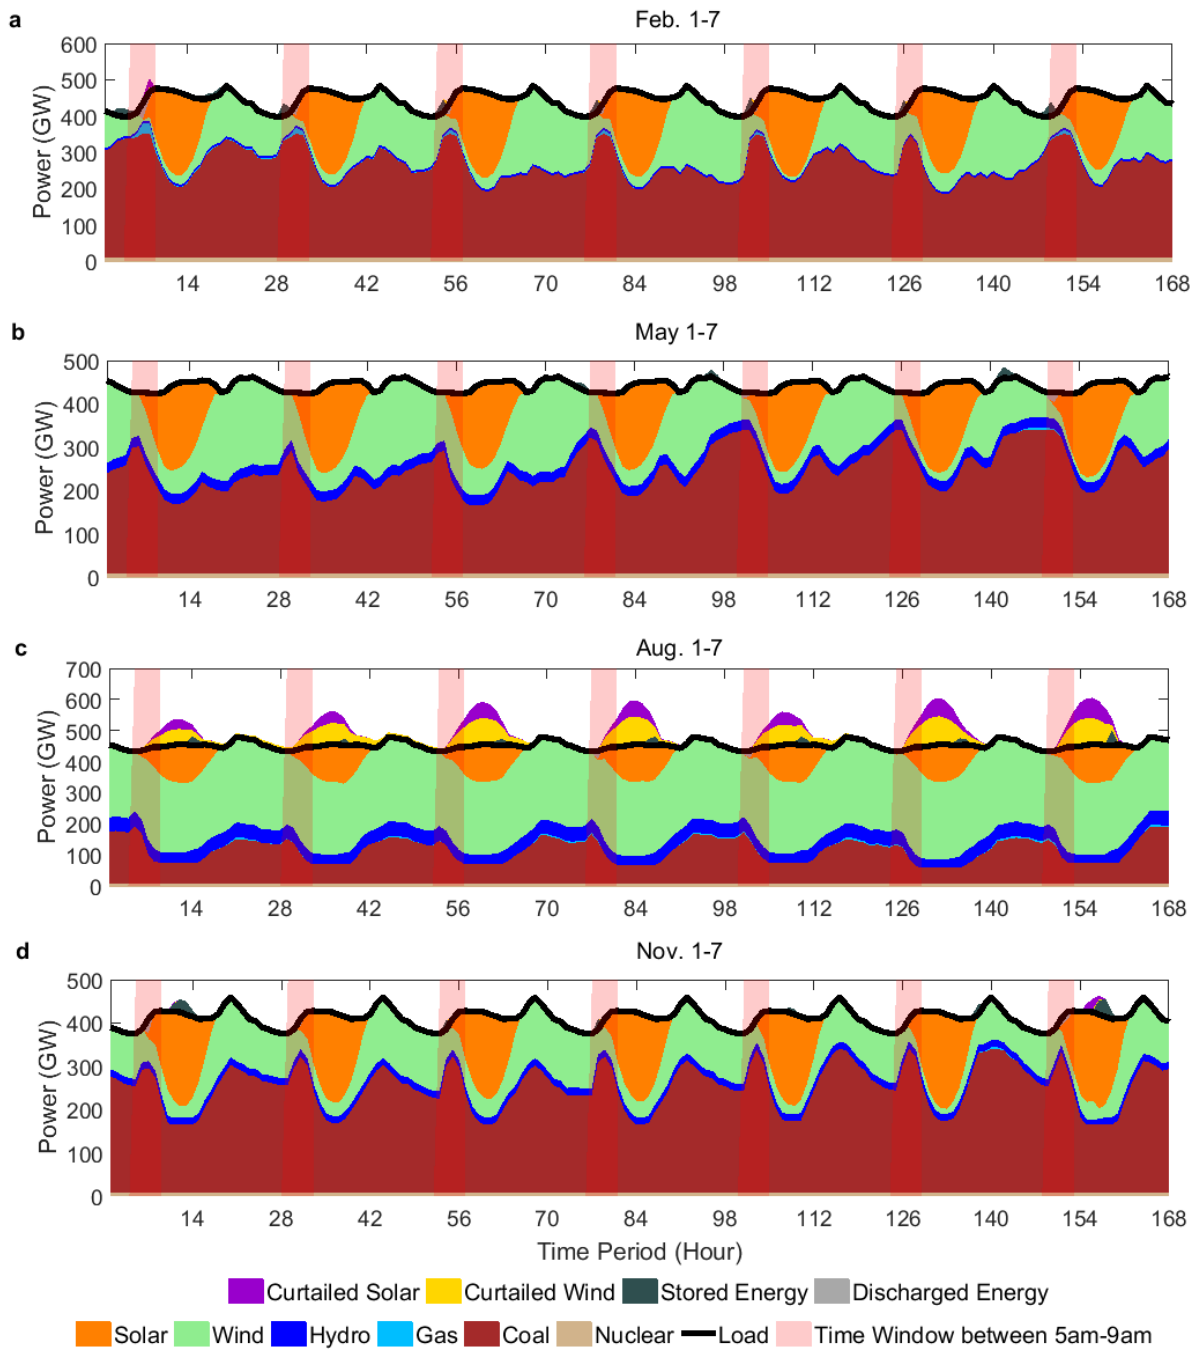 a
Feb. 1-7
600
500
400
300
200
100
0
Power (GW)
14 28 42 56 70 84 98 112 126 140 154 168
b
May 1-7
500
400
300
200
100
0
Power (GW)
14 28 42 56 70 84 98 112 126 140 154 168
c
Aug. 1-7
700
600
500
400
300
200
100
0
Power (GW)
14 28 42 56 70 84 98 112 126 140 154 168
d
Nov. 1-7
500
400
300
200
100
0
Power (GW)
14 28 42 56 70 84 98 112 126 140 154 168
Time Period (Hour)
Curtailed Solar Curtailed Wind Stored Energy Discharged Energy
Solar Wind Hydro Gas Coal Nuclear Load Time Window between 5am-9am